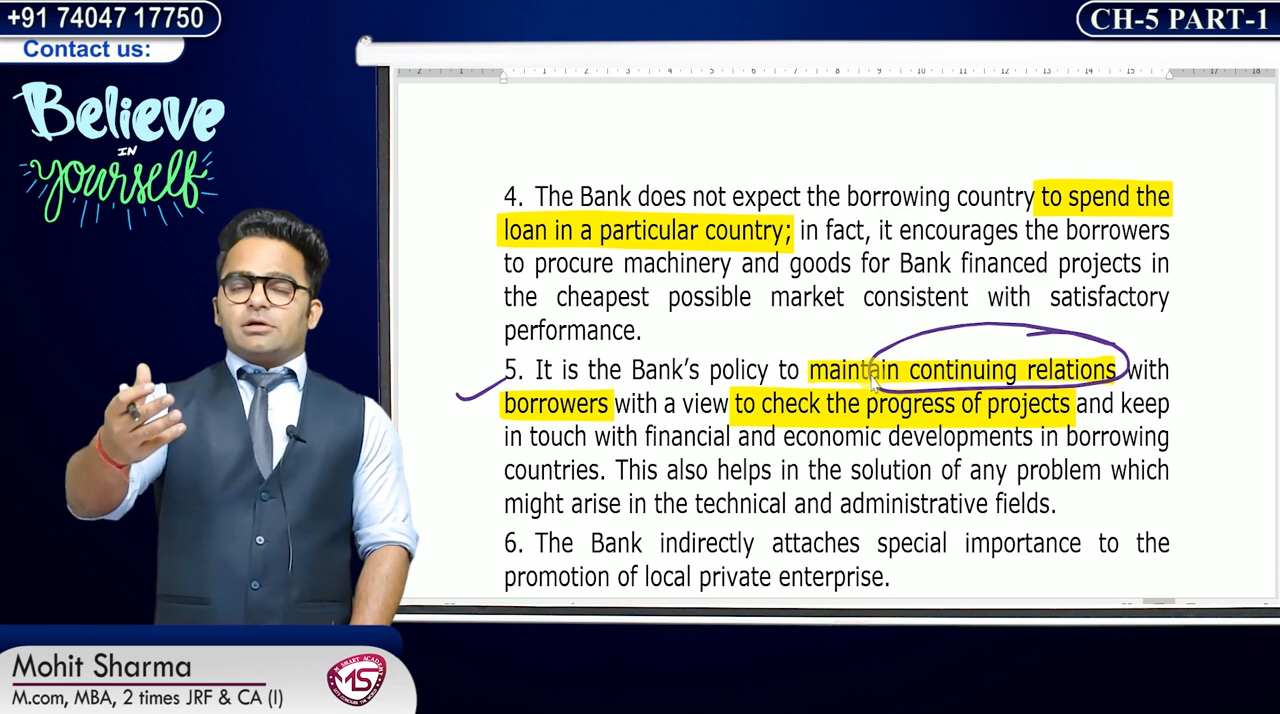 +91 74047 17750
Contact us:
CH-5 PART-1
Believe
IN
yourself
4. The Bank does not expect the borrowing country to spend the
loan in a particular country; in fact, it encourages the borrowers
to procure machinery and goods for Bank financed projects in
the cheapest possible market consistent with satisfactory
performance.
5. It is the Bank's policy to maintain continuing relations with
borrowers with a view to check the progress of projects and keep
in touch with financial and economic developments in borrowing
countries. This also helps in the solution of any problem which
might arise in the technical and administrative fields.
6. The Bank indirectly attaches special importance to the
promotion of local private enterprise.
Mohit Sharma
M.com, MBA, 2 times JRF & CA (I)
M SMART ACADEMY
MS